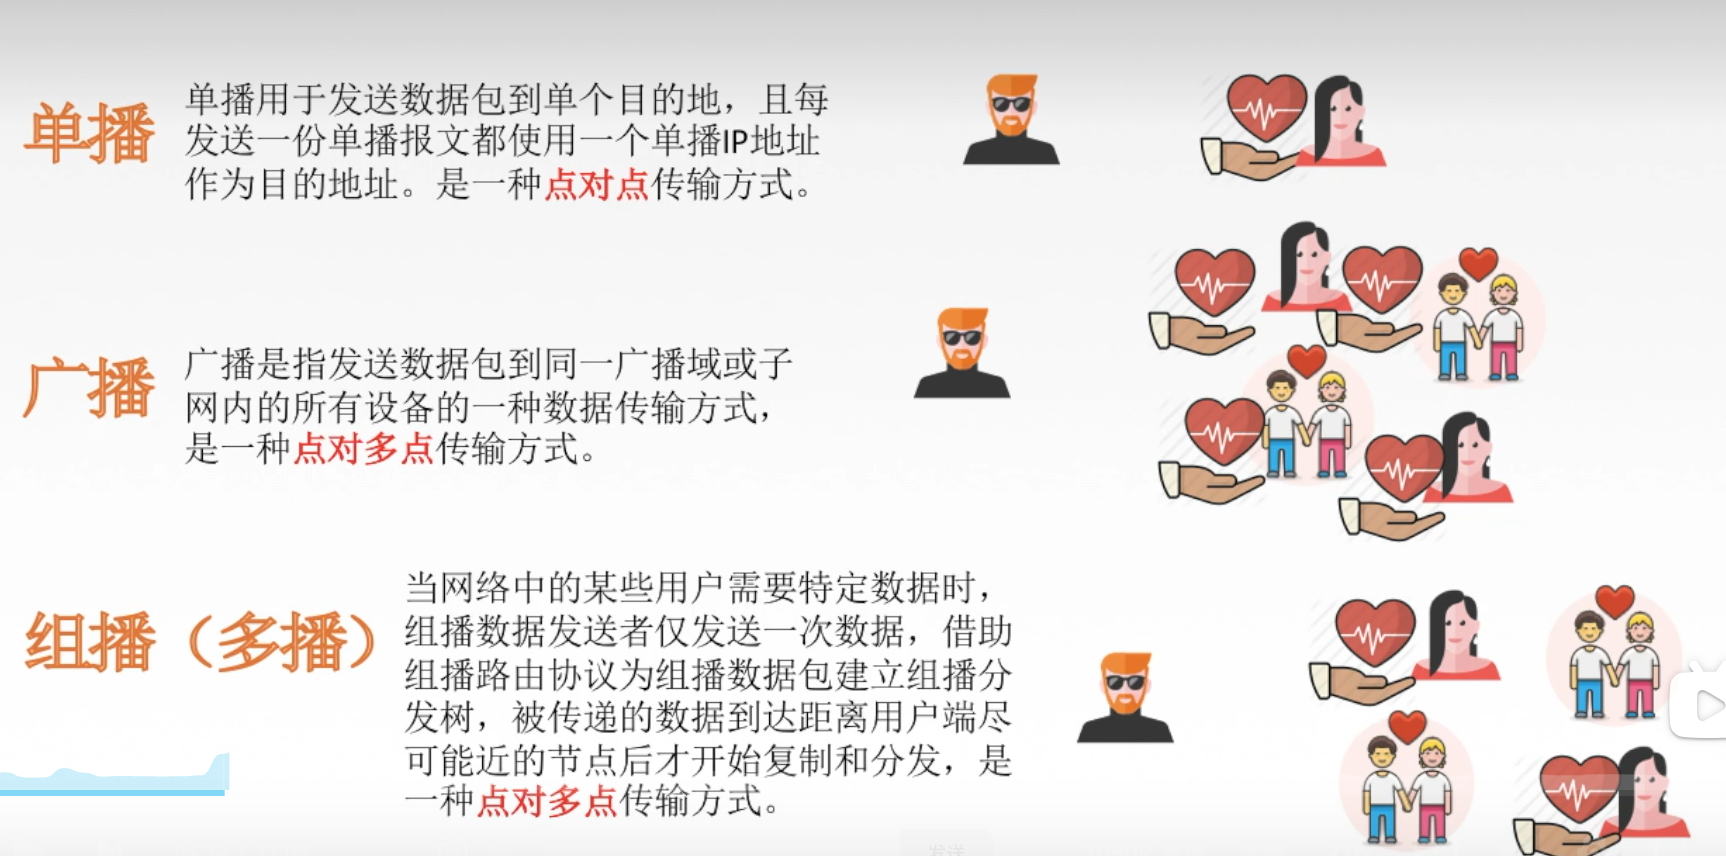 单播
单播用于发送数据包到单个目的地，且每
发送一份单播报文都使用一个单播IP地址
作为目的地址。是一种点对点传输方式。
广播
广播是指发送数据包到同一广播域或子
网内的所有设备的一种数据传输方式，
是一种点对多点传输方式。
组播（多播）
当网络中的某些用户需要特定数据时，
组播数据发送者仅发送一次数据，借助
组播路由协议为组播数据包建立组播分
发树，被传递的数据到达距离用户端尽
可能近的节点后才开始复制和分发，是
一种点对多点传输方式。
发送